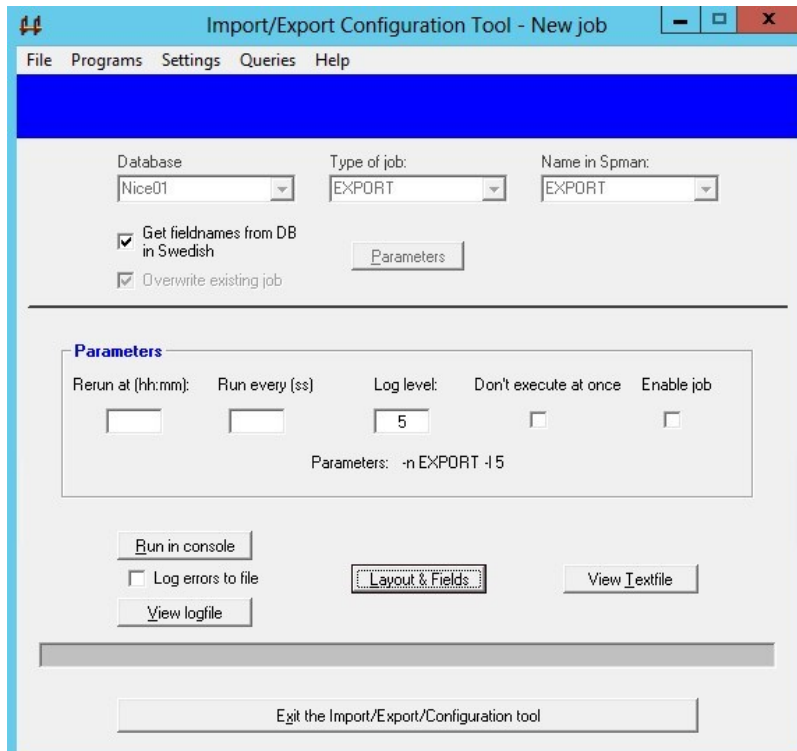 Import/Export Configuration Tool - New job
File Programs Settings Queries Help
Database Type of job: Name in Spman:
Nice01 EXPORT EXPORT
Get fieldnames from DB
in Swedish
Parameters
Overwrite existing job
Parameters
Rerun at (hh:mm): Run every (ss) Log level: Don't execute at once Enable job
5
Parameters: -n EXPORT -l 5
Run in console
Log errors to file
Layout & Fields
View Textfile
View logfile
Exit the Import/Export/Configuration tool